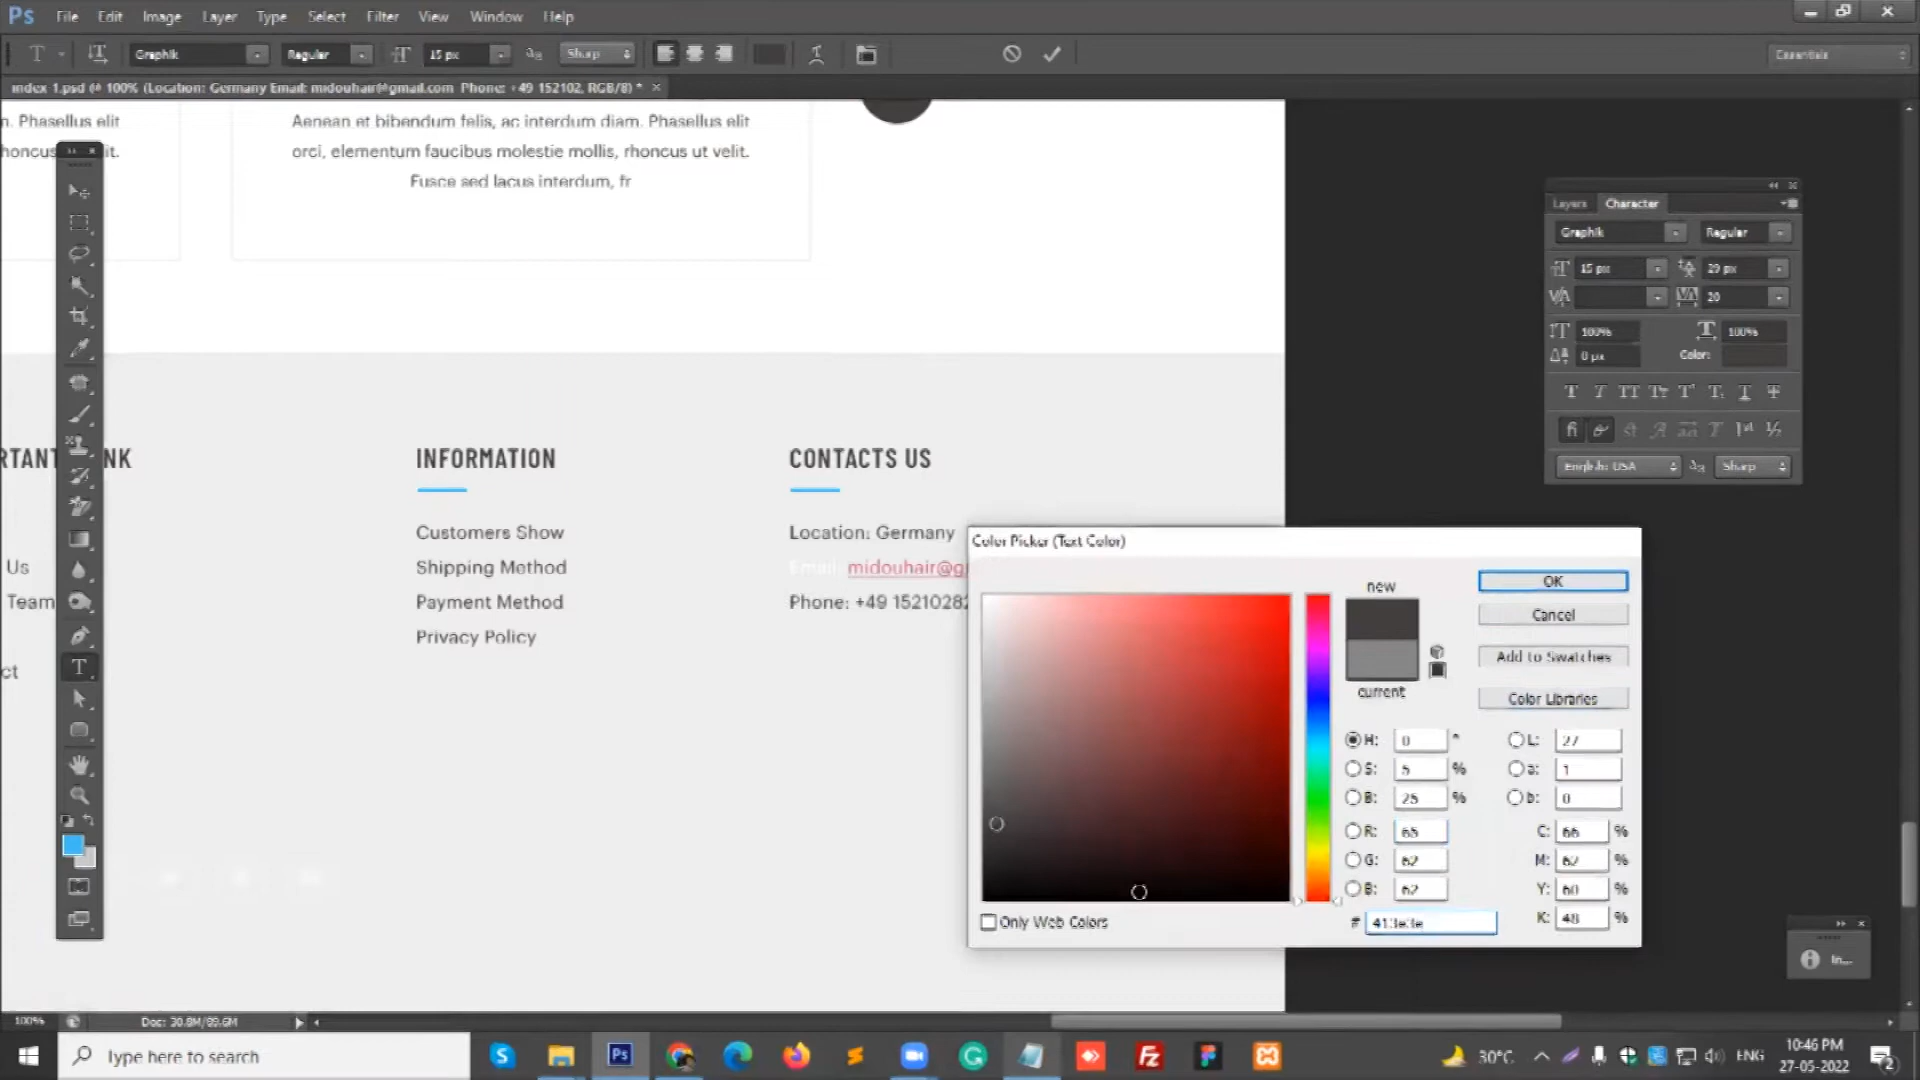 Ps File Edit Image Layer Type Select Filter View Window Help
Graphik Regular 15 px Sharp Essentials
index 1.psd @ 100% (Location: Germany Email: midouhair@gmail.com Phone: +49 152102, RGB/8) *
n. Phasellus elit
rhoncus it.
Aenean et bibendum felis, ac interdum diam. Phasellus elit
orci, elementum faucibus molestie mollis, rhoncus ut velit.
Fusce sed lacus interdum, fr
Layers Character
Graphik Regular
15 px 29 px
20
100% 100%
0 px Color:
English: USA Sharp
RTANT NK
Us
Team
ct
INFORMATION
Customers Show
Shipping Method
Payment Method
Privacy Policy
CONTACTS US
Location: Germany
Email: midouhair@g
Phone: +49 15210282
Color Picker (Text Color)
new
current
OK
Cancel
Add to Swatches
Color Libraries
H: 0 ° L: 27
S: 5 % a: 1
B: 25 % b: 0
R: 65 C: 66 %
G: 62 M: 62 %
B: 62 Y: 60 %
# 413e3e K: 48 %
Only Web Colors
In...
100% Doc: 30.8M/89.6M
Type here to search
30°C ENG
10:46 PM
27-05-2022
2